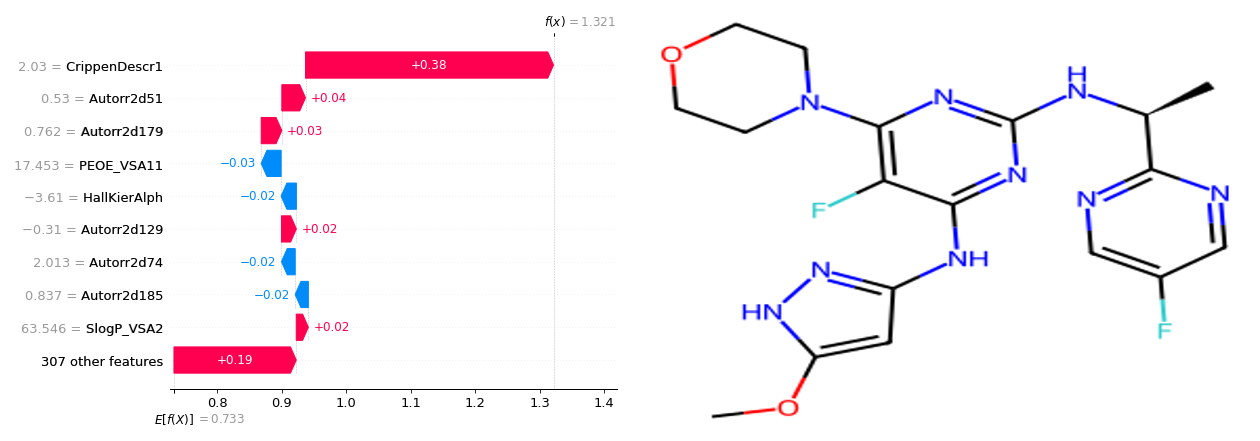 f(x) = 1.321
2.03 = CrippenDescr1
+0.38
0.53 = Autorr2d51
+0.04
0.762 = Autorr2d179
+0.03
17.453 = PEOE_VSA11
−0.03
−3.61 = HallKierAlph
−0.02
−0.31 = Autorr2d129
+0.02
2.013 = Autorr2d74
−0.02
0.837 = Autorr2d185
−0.02
63.546 = SlogP_VSA2
+0.02
307 other features
+0.19
0.8 0.9 1.0 1.1 1.2 1.3 1.4
E[f(X)] = 0.733
O
N
N
H
N
N
N
N
F
NH
N
HN
F
O